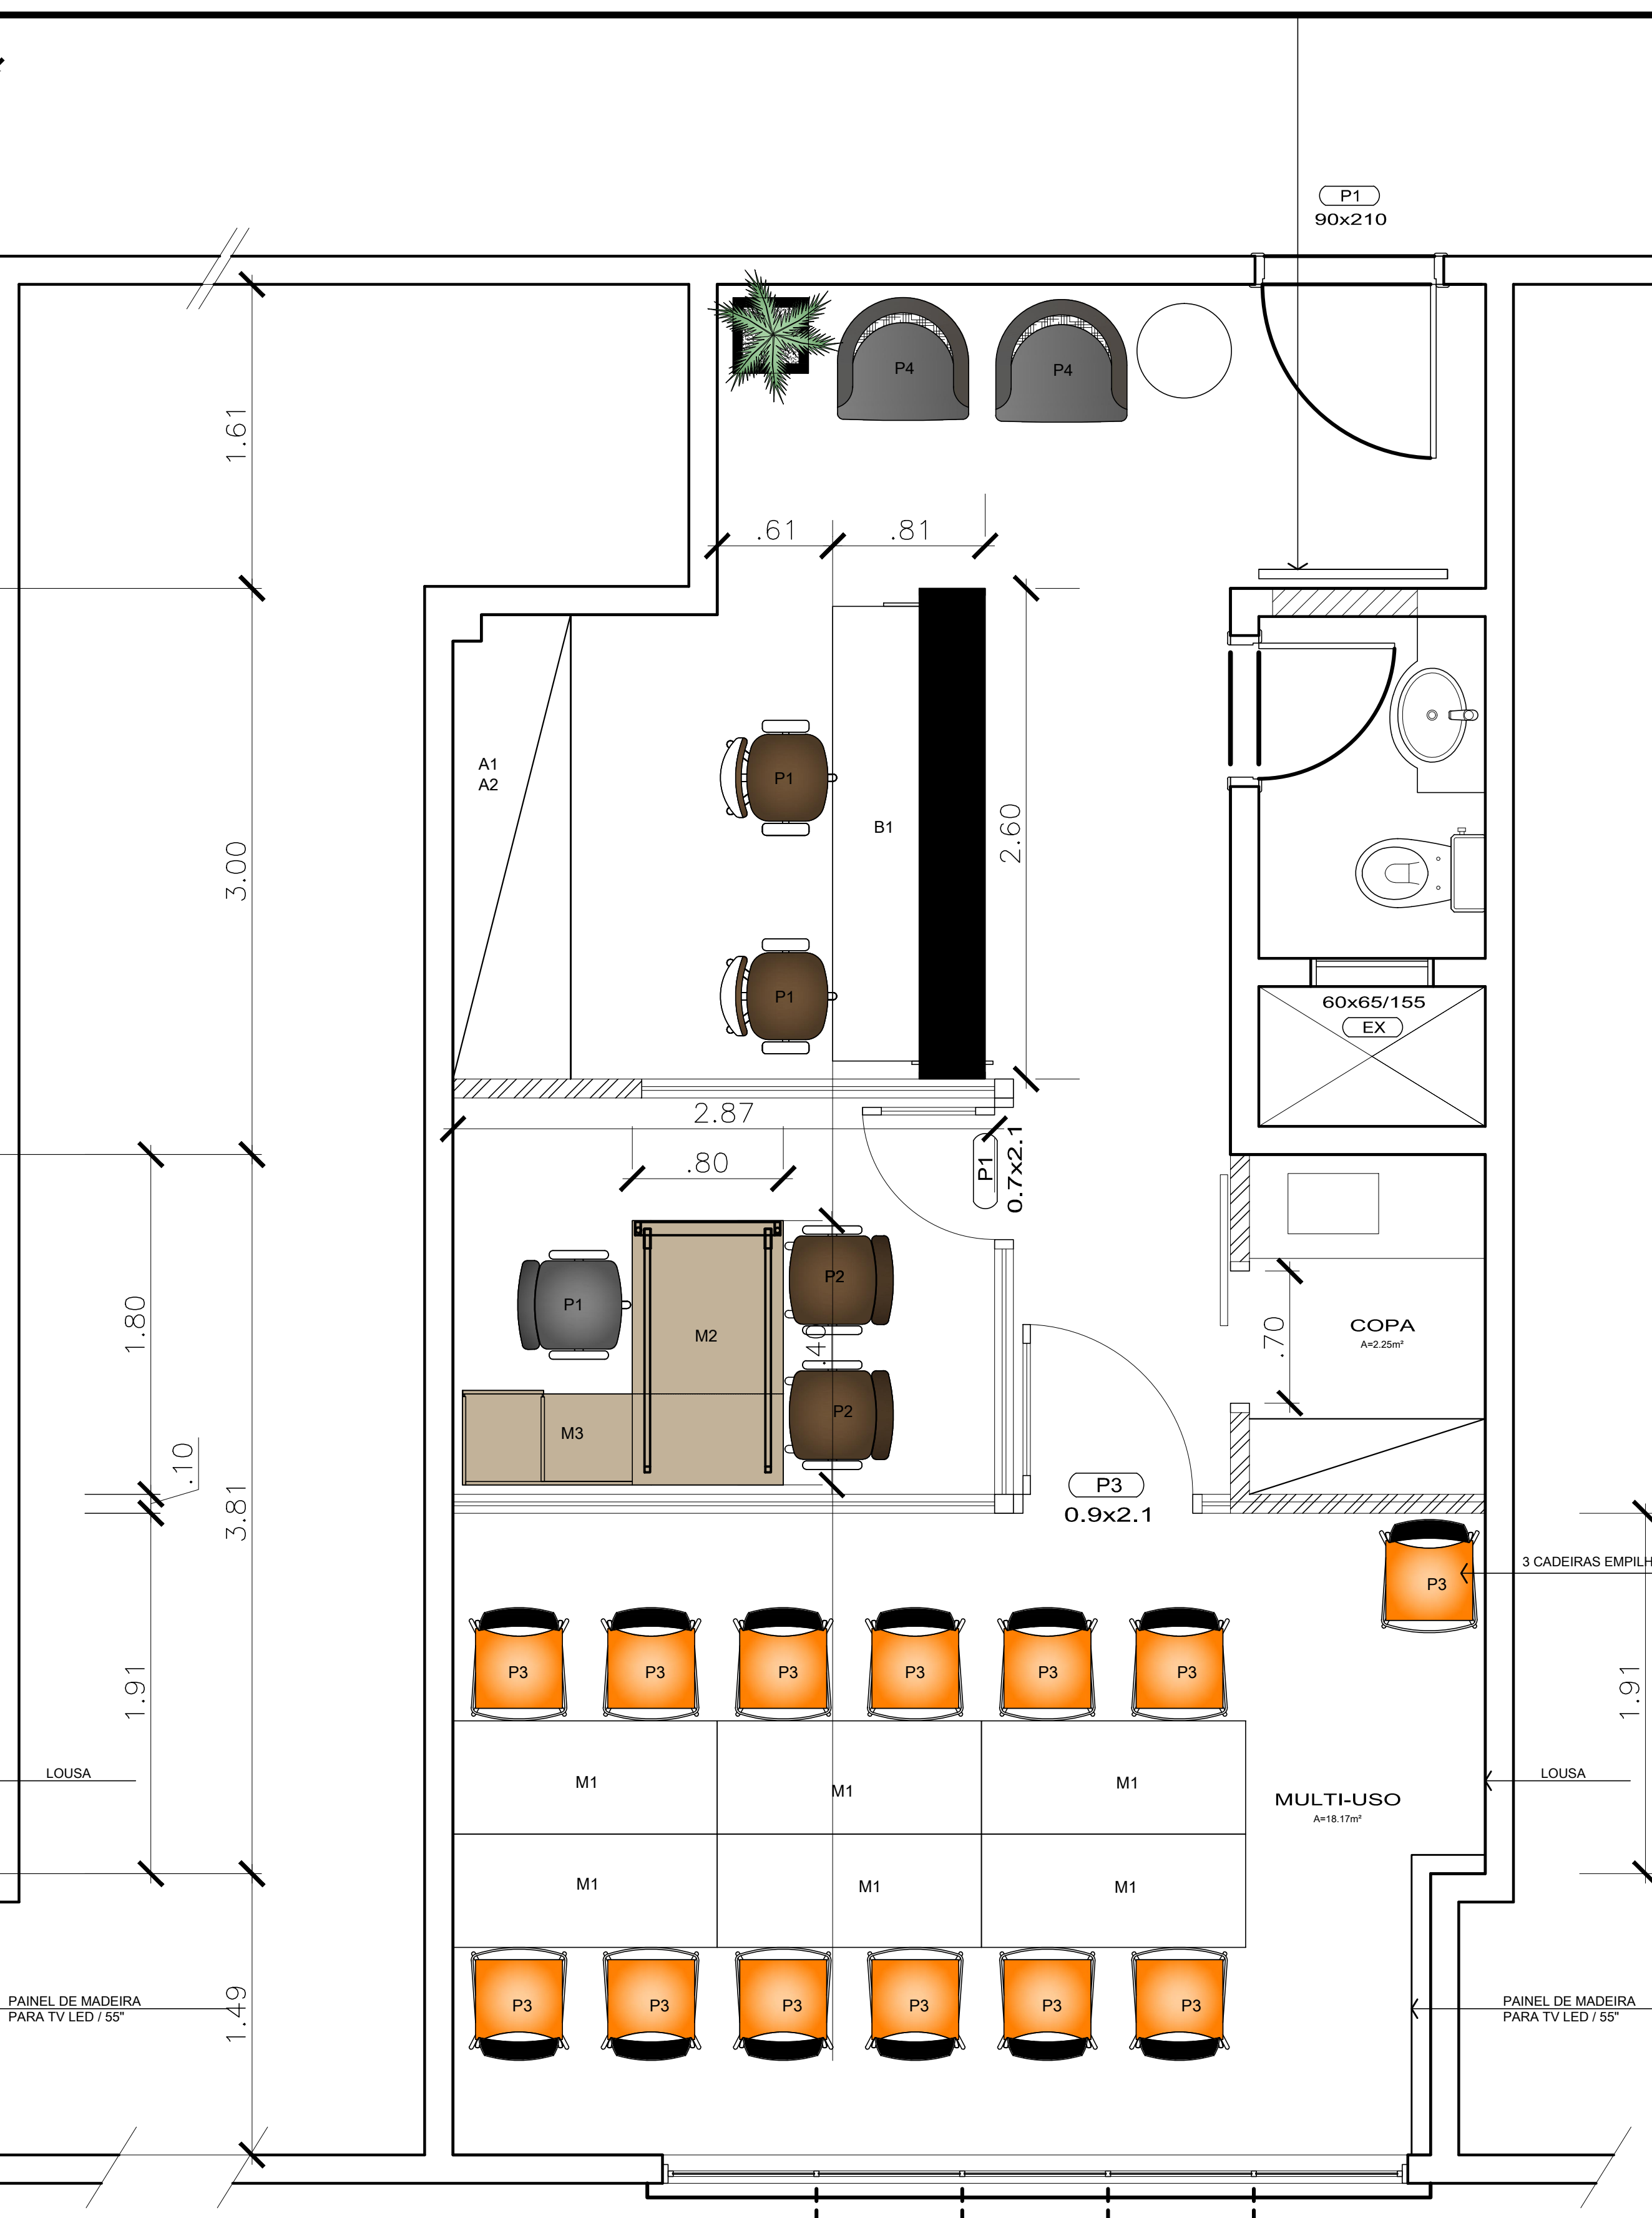 P1
90x210
P4
P4
1.61
.61
.81
A1
A2
P1
B1
2.60
3.00
P1
60x65/155
EX
2.87
P1
0.7x2.1
.80
P1
M2
P2
.40
P2
M3
1.80
.70
COPA
A=2.25m²
.10
3.81
P3
0.9x2.1
3 CADEIRAS EMPILH
P3
P3
P3
P3
P3
P3
P3
1.91
1.91
LOUSA
M1
M1
M1
LOUSA
MULTI-USO
A=18.17m²
M1
M1
M1
PAINEL DE MADEIRA
PARA TV LED / 55"
1.49
P3
P3
P3
P3
P3
P3
PAINEL DE MADEIRA
PARA TV LED / 55"